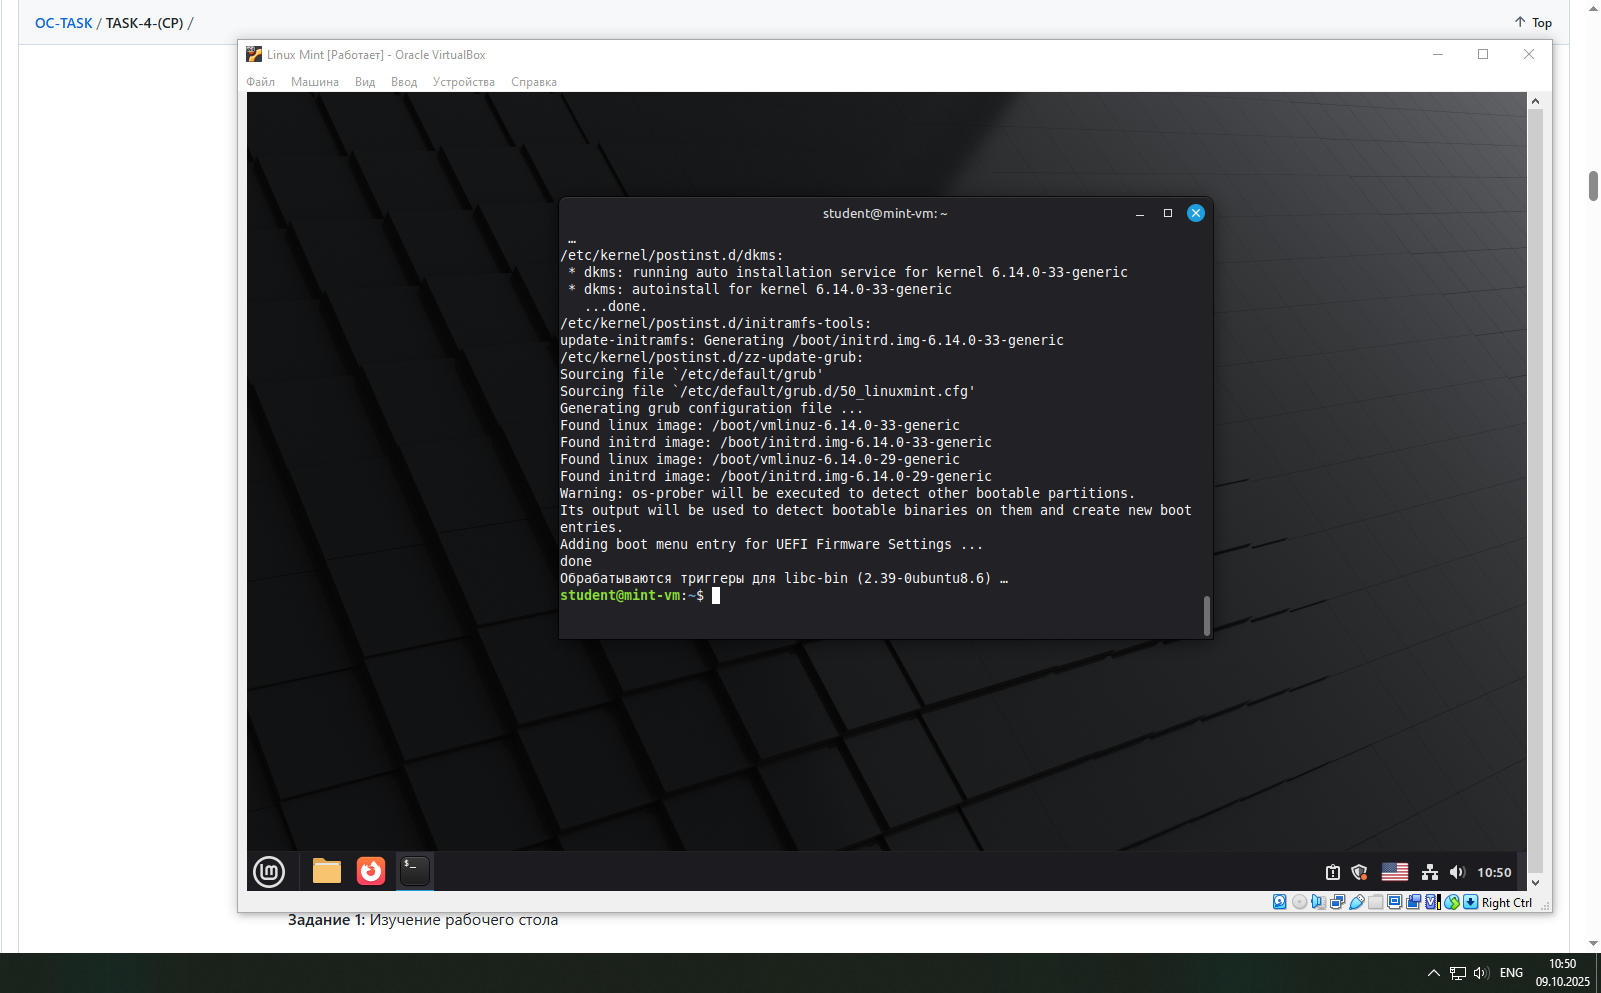 OC-TASK / TASK-4-(CP) /
Top
Linux Mint [Работает] - Oracle VirtualBox
Файл Машина Вид Ввод Устройства Справка
student@mint-vm: ~
…
/etc/kernel/postinst.d/dkms:
* dkms: running auto installation service for kernel 6.14.0-33-generic
* dkms: autoinstall for kernel 6.14.0-33-generic
...done.
/etc/kernel/postinst.d/initramfs-tools:
update-initramfs: Generating /boot/initrd.img-6.14.0-33-generic
/etc/kernel/postinst.d/zz-update-grub:
Sourcing file `/etc/default/grub'
Sourcing file `/etc/default/grub.d/50_linuxmint.cfg'
Generating grub configuration file ...
Found linux image: /boot/vmlinuz-6.14.0-33-generic
Found initrd image: /boot/initrd.img-6.14.0-33-generic
Found linux image: /boot/vmlinuz-6.14.0-29-generic
Found initrd image: /boot/initrd.img-6.14.0-29-generic
Warning: os-prober will be executed to detect other bootable partitions.
Its output will be used to detect bootable binaries on them and create new boot
entries.
Adding boot menu entry for UEFI Firmware Settings ...
done
Обрабатываются триггеры для libc-bin (2.39-0ubuntu8.6) …
student@mint-vm:~$
10:50
Right Ctrl
Задание 1: Изучение рабочего стола
ENG
10:50
09.10.2025